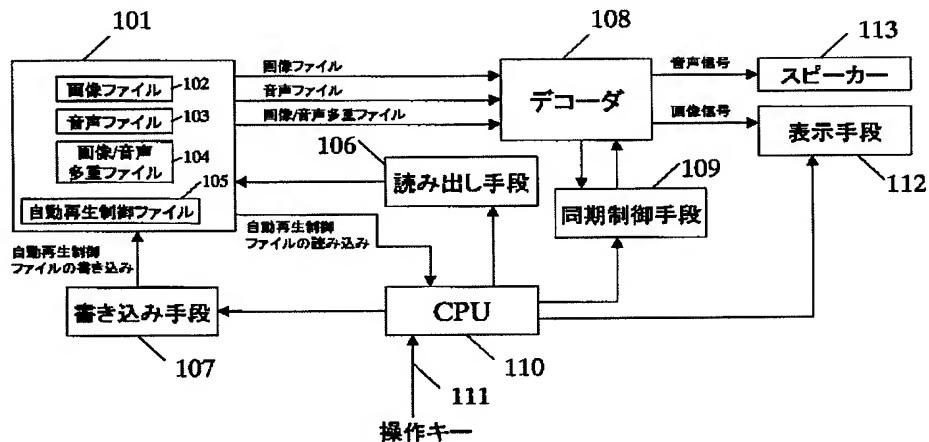 101
画像ファイル
102
音声ファイル
103
画像/音声
多重ファイル
104
自動再生制御ファイル
105
画像ファイル
音声ファイル
画像/音声多重ファイル
108
デコーダ
音声信号
113
スピーカー
画像信号
表示手段
112
106
読み出し手段
109
同期制御手段
自動再生制御
ファイルの読み込み
自動再生制御
ファイルの書き込み
書き込み手段
107
CPU
110
111
操作キー